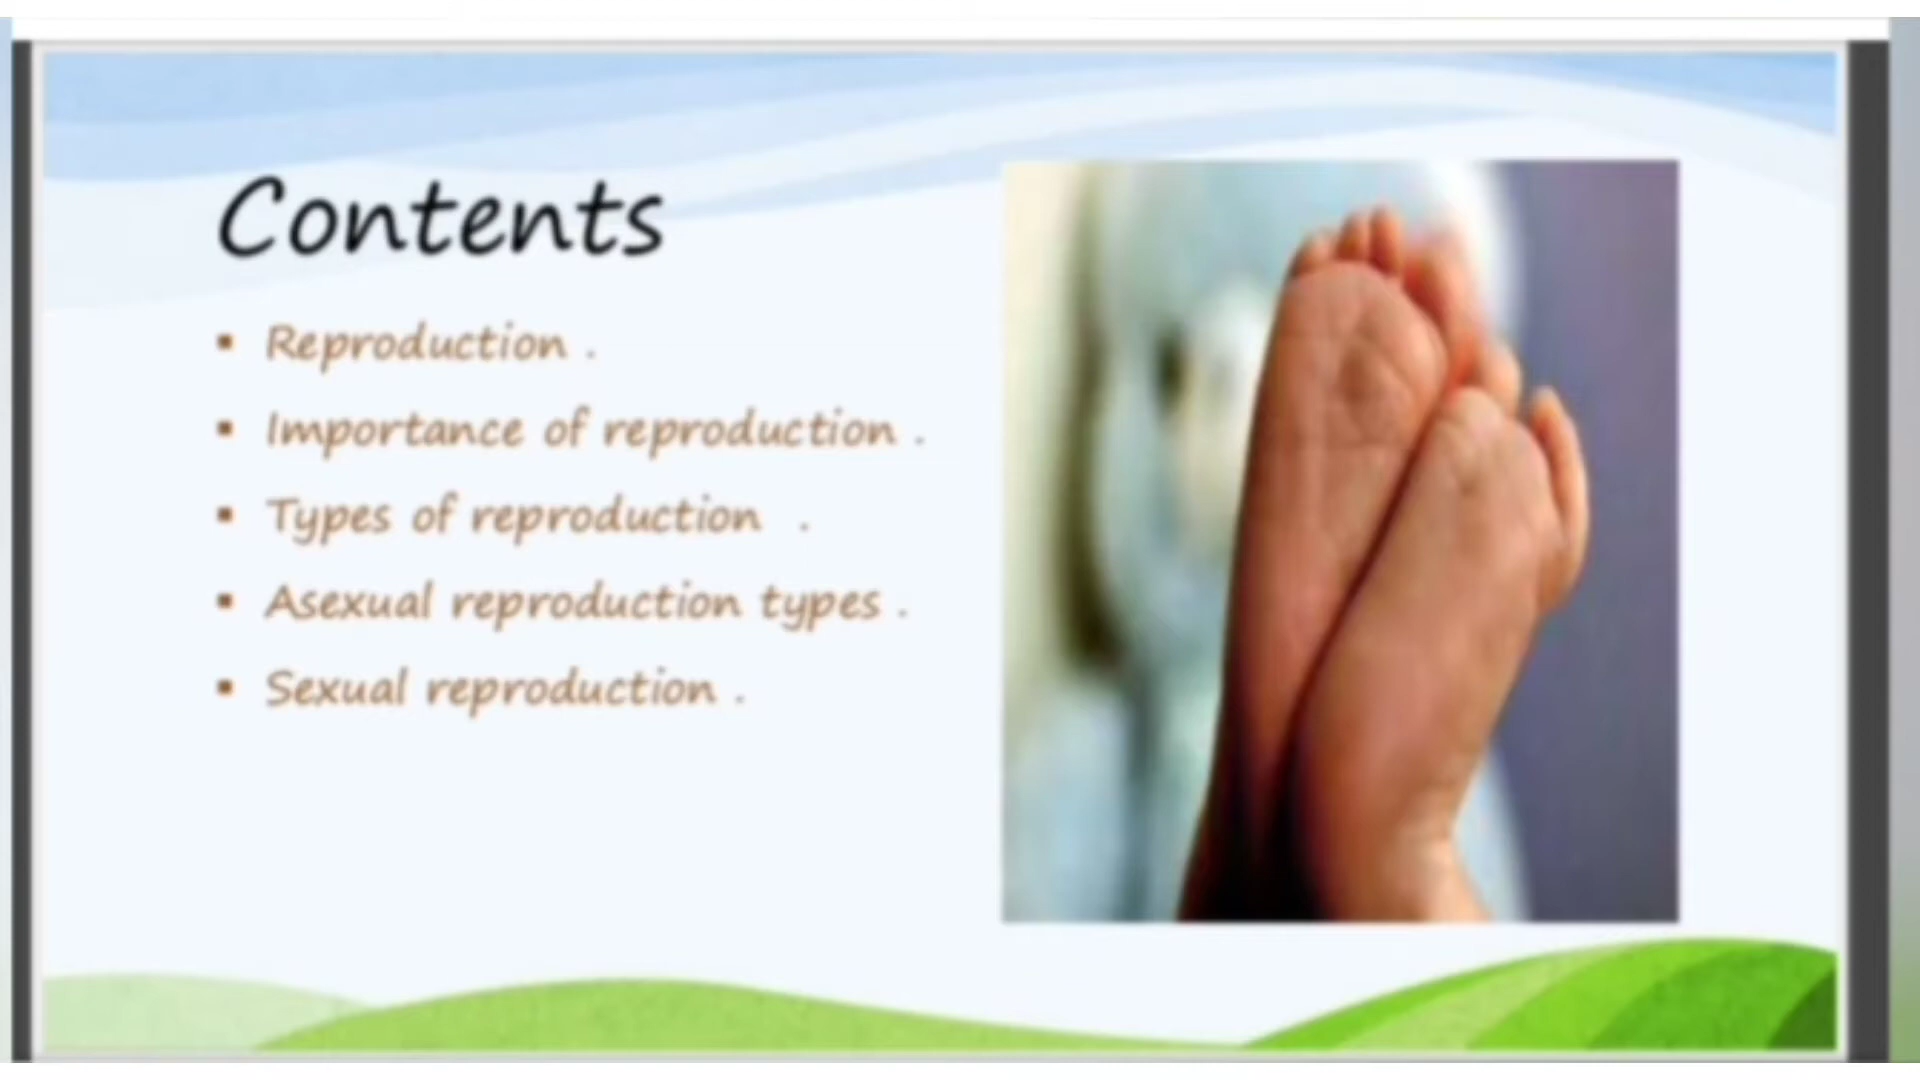 Contents
▪ Reproduction .
▪ Importance of reproduction .
▪ Types of reproduction .
▪ Asexual reproduction types .
▪ Sexual reproduction .